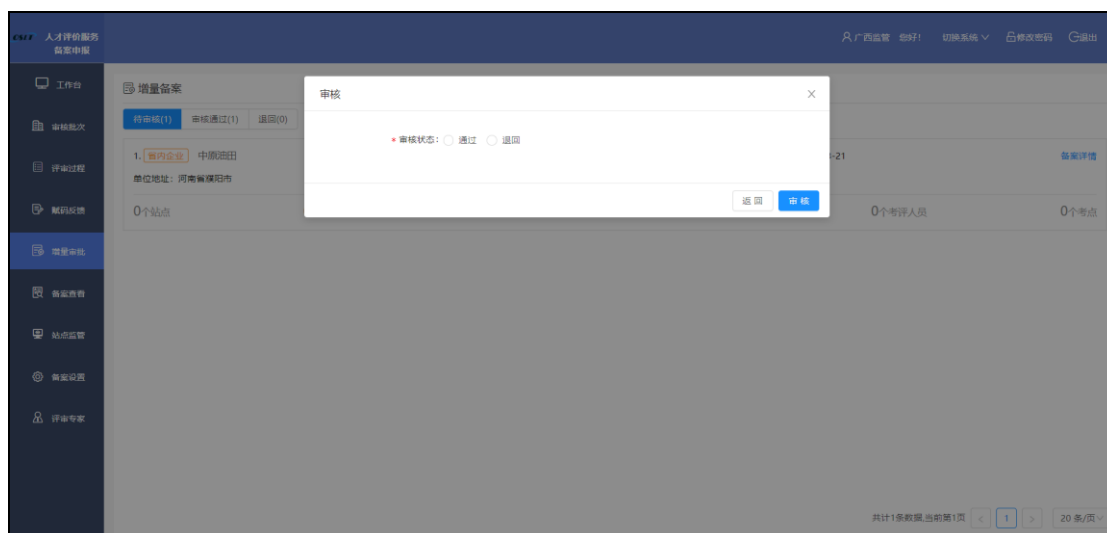 人才评价服务
备案申报
广西监管 您好! 切换系统 修改密码 退出
工作台
审核批次
评审过程
赋码反馈
增量审批
备案查看
站点监管
备案设置
评审专家
增量备案
待审核(1) 审核通过(1) 退回(0)
1. 省内企业 中原油田
-21 备案详情
单位地址: 河南省濮阳市
0个站点 0个考评人员 0个考点
审核
* 审核状态: 通过 退回
返 回 审 核
共计1条数据,当前第1页 < 1 > 20 条/页